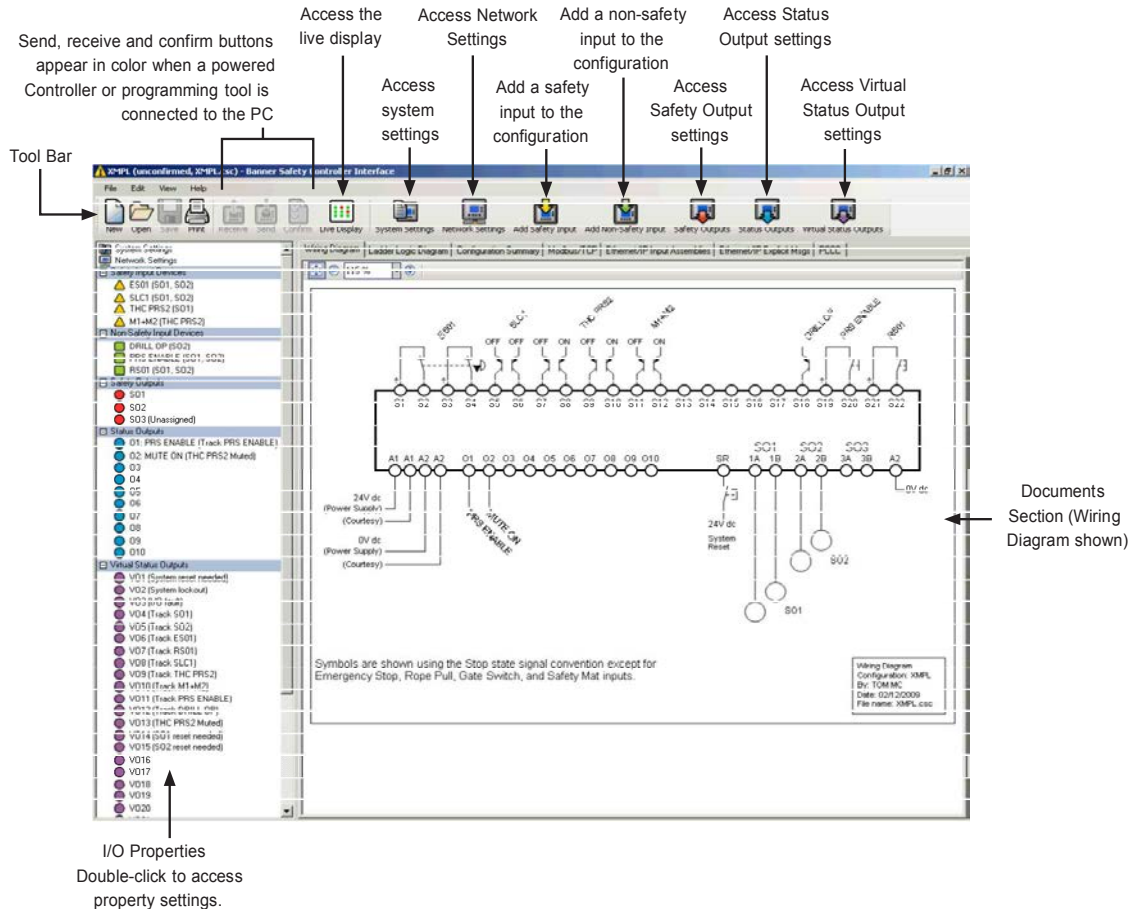 Send, receive and confirm buttons
appear in color when a powered
Controller or programming tool is
connected to the PC
Access the
live display
Access
system
settings
Access Network
Settings
Add a safety
input to the
configuration
Add a non-safety
input to the
configuration
Access
Safety Output
settings
Access Status
Output settings
Access Virtual
Status Output
settings
Tool Bar
XMPL (unconfirmed, XMPL.csc) - Banner Safety Controller Interface
File Edit View Help
New Open Save Print Receive Send Confirm Live Display System Settings Network Settings Add Safety Input Add Non-Safety Input Safety Outputs Status Outputs Virtual Status Outputs
System Settings
Network Settings
Safety Input Devices
ES01 (SO1, SO2)
SLC1 (SO1, SO2)
THC PRS2 (SO1)
M1+M2 (THC PRS2)
Non-Safety Input Devices
DRILL OP (SO2)
PRS ENABLE (SO1, SO2)
RS01 (SO1, SO2)
Safety Outputs
SO1
SO2
SO3 (Unassigned)
Status Outputs
O1: PRS ENABLE (Track PRS ENABLE)
O2: MUTE ON (THC PRS2 Muted)
O3
O4
O5
O6
O7
O8
O9
O10
Virtual Status Outputs
VO1 (System reset needed)
VO2 (System lockout)
VO3 (I/O fault)
VO4 (Track SO1)
VO5 (Track SO2)
VO6 (Track ES01)
VO7 (Track RS01)
VO8 (Track SLC1)
VO9 (Track THC PRS2)
VO10 (Track M1+M2)
VO11 (Track PRS ENABLE)
VO12 (Track DRILL OP)
VO13 (THC PRS2 Muted)
VO14 (SO1 reset needed)
VO15 (SO2 reset needed)
VO16
VO17
VO18
VO19
VO20
Wiring Diagram Ladder Logic Diagram Configuration Summary Modbus/TCP Ethernet/IP Input Assemblies Ethernet/IP Explicit Msgs PCCC
115 %
ES01 SLC1 THC PRS2 M1+M2 DRILL OP PRS ENABLE RS01
OFF OFF OFF ON OFF ON OFF ON
+ + + +
S1 S2 S3 S4 S5 S6 S7 S8 S9 S10 S11 S12 S13 S14 S15 S16 S17 S18 S19 S20 S21 S22
SO1 SO2 SO3
A1 A1 A2 A2 O1 O2 O3 O4 O5 O6 O7 O8 O9 O10 SR 1A 1B 2A 2B 3A 3B A2
24V dc
(Power Supply)
(Courtesy)
0V dc
(Power Supply)
(Courtesy)
PRS ENABLE
MUTE ON
24V dc
System
Reset
0V dc
SO2
SO1
Symbols are shown using the Stop state signal convention except for
Emergency Stop, Rope Pull, Gate Switch, and Safety Mat inputs.
Wiring Diagram
Configuration: XMPL
By: TOM MC
Date: 02/12/2009
File name: XMPL.csc
Documents
Section (Wiring
Diagram shown)
I/O Properties
Double-click to access
property settings.